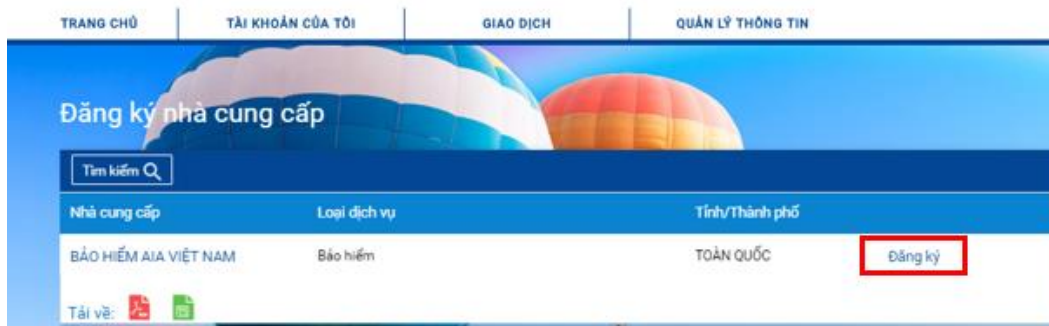 TRANG CHỦ TÀI KHOẢN CỦA TÔI GIAO DỊCH QUẢN LÝ THÔNG TIN
Đăng ký nhà cung cấp
Tìm kiếm
Nhà cung cấp Loại dịch vụ Tỉnh/Thành phố
BẢO HIỂM AIA VIỆT NAM Bảo hiểm TOÀN QUỐC Đăng ký
Tải về: